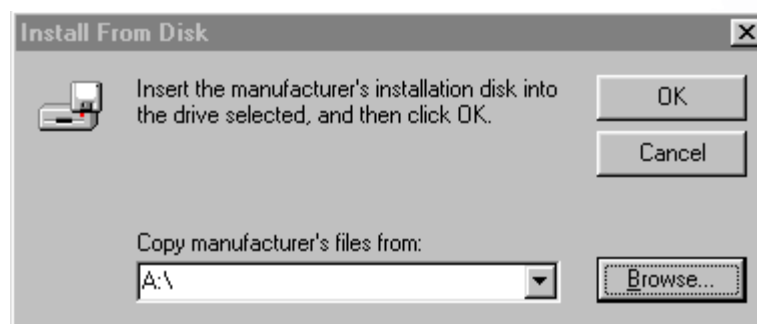 Install From Disk
Insert the manufacturer's installation disk into
the drive selected, and then click OK.
OK
Cancel
Copy manufacturer's files from:
A:\
Browse...